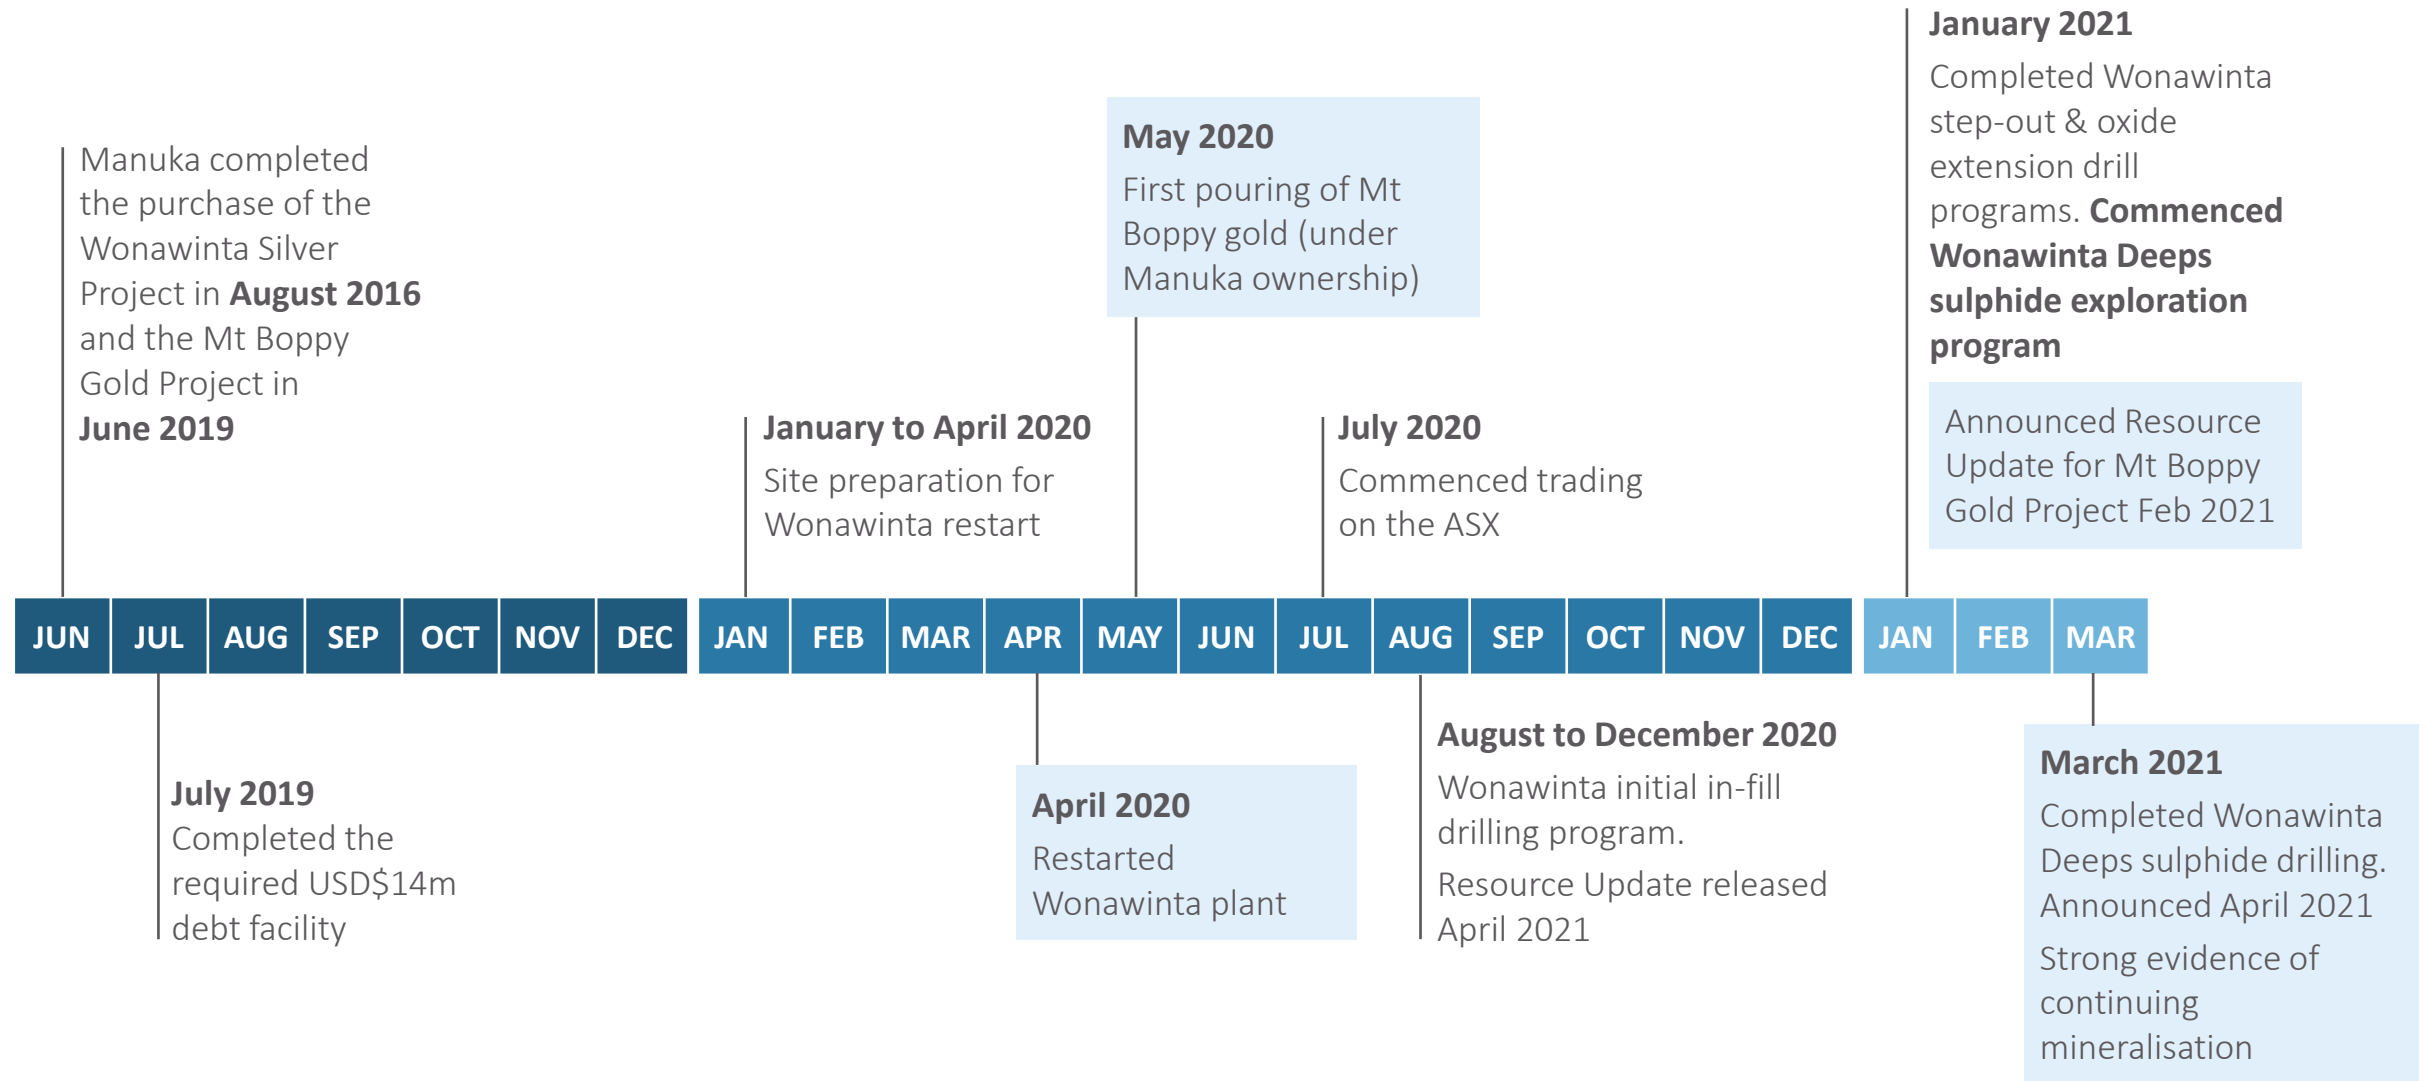 Manuka completed
the purchase of the
Wonawinta Silver
Project in August 2016
and the Mt Boppy
Gold Project in
June 2019
January to April 2020
Site preparation for
Wonawinta restart
May 2020
First pouring of Mt
Boppy gold (under
Manuka ownership)
July 2020
Commenced trading
on the ASX
January 2021
Completed Wonawinta
step-out & oxide
extension drill
programs. Commenced
Wonawinta Deeps
sulphide exploration
program
Announced Resource
Update for Mt Boppy
Gold Project Feb 2021
JUN JUL AUG SEP OCT NOV DEC JAN FEB MAR APR MAY JUN JUL AUG SEP OCT NOV DEC JAN FEB MAR
July 2019
Completed the
required USD$14m
debt facility
April 2020
Restarted
Wonawinta plant
August to December 2020
Wonawinta initial in-fill
drilling program.
Resource Update released
April 2021
March 2021
Completed Wonawinta
Deeps sulphide drilling.
Announced April 2021
Strong evidence of
continuing
mineralisation